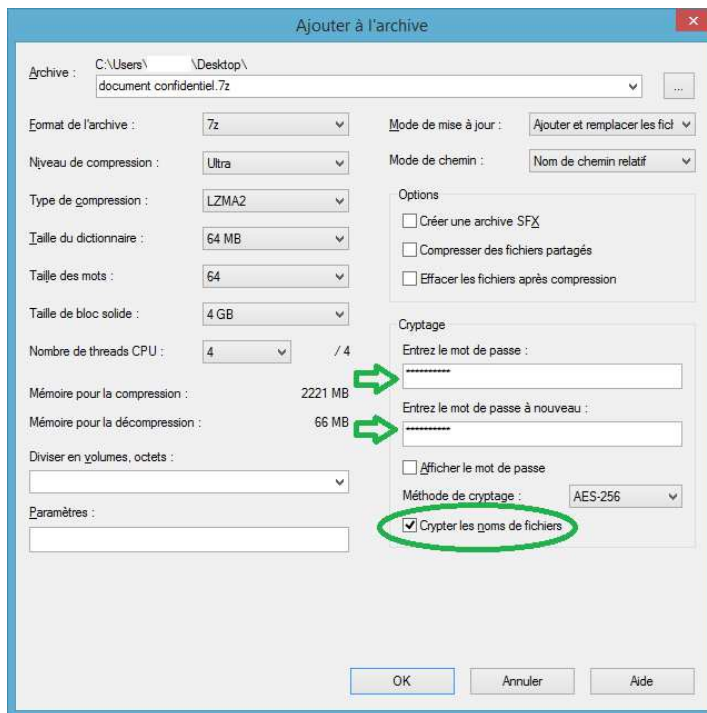 Ajouter à l'archive
x
Archive :
C:\Users\ \Desktop\
document confidentiel.7z
...
Format de l'archive :
7z
Niveau de compression :
Ultra
Type de compression :
LZMA2
Taille du dictionnaire :
64 MB
Taille des mots :
64
Taille de bloc solide :
4 GB
Nombre de threads CPU :
4
/ 4
Mémoire pour la compression :
2221 MB
Mémoire pour la décompression :
66 MB
Diviser en volumes, octets :
Paramètres :
Mode de mise à jour :
Ajouter et remplacer les fich
Mode de chemin :
Nom de chemin relatif
Options
Créer une archive SFX
Compresser des fichiers partagés
Effacer les fichiers après compression
Cryptage
Entrez le mot de passe :
**********
Entrez le mot de passe à nouveau :
**********
Afficher le mot de passe
Méthode de cryptage :
AES-256
Crypter les noms de fichiers
OK
Annuler
Aide